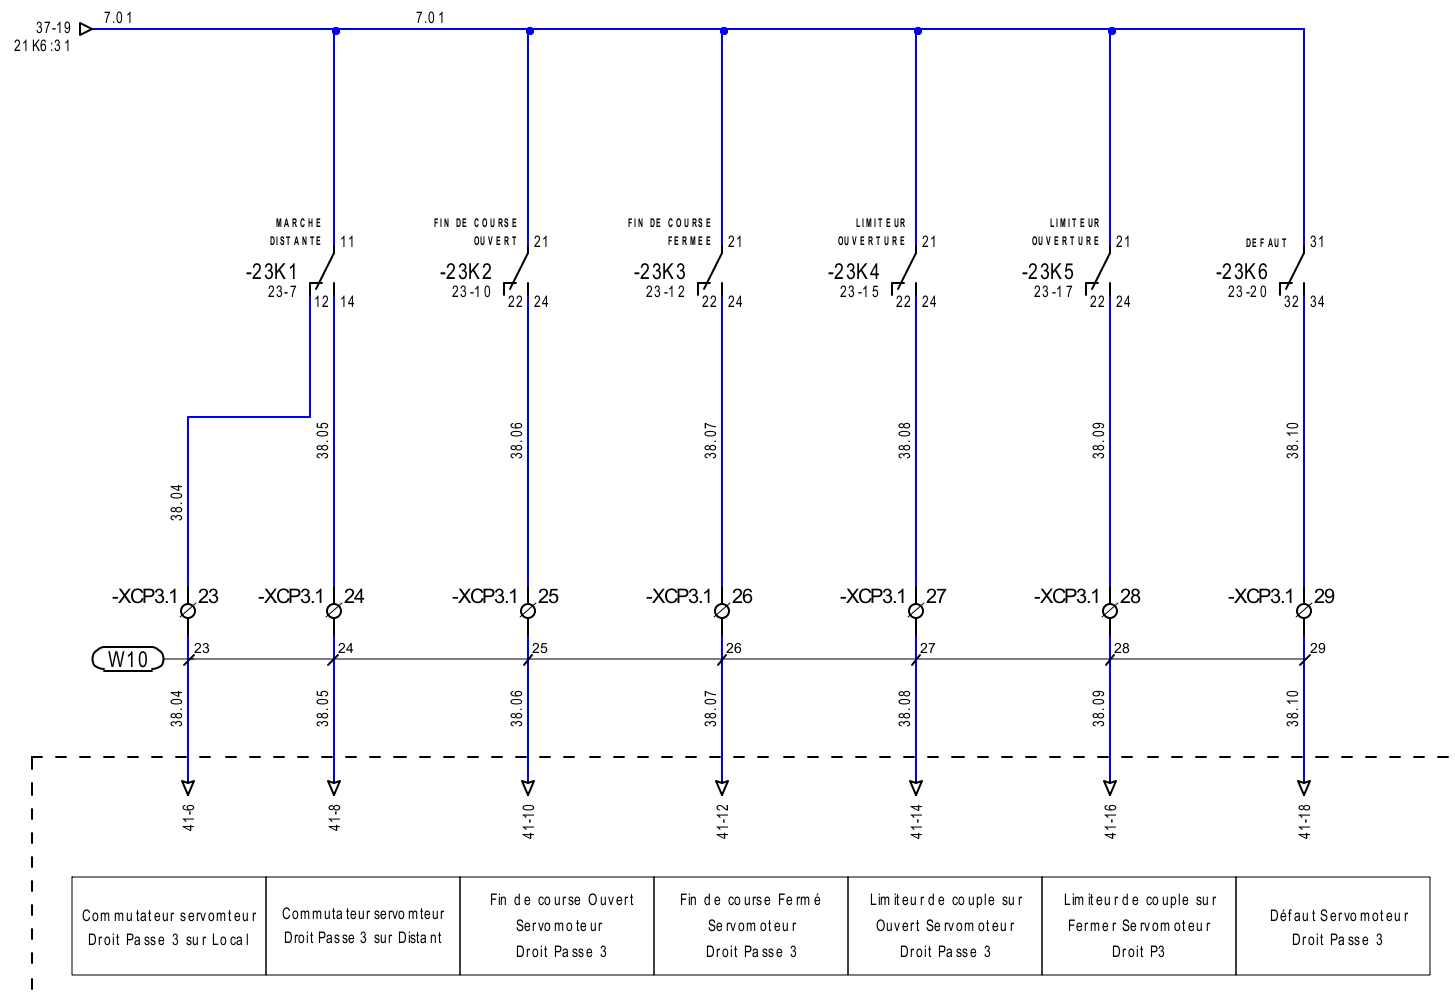 7.01
7.01
37-19
21K6:31
MARCHE
DISTANTE
11
-23K1
23-7
12
14
FIN DE COURSE
OUVERT
21
-23K2
23-10
22
24
FIN DE COURSE
FERMEE
21
-23K3
23-12
22
24
LIMITEUR
OUVERTURE
21
-23K4
23-15
22
24
LIMITEUR
OUVERTURE
21
-23K5
23-17
22
24
DEFAUT
31
-23K6
23-20
32
34
38.04
38.05
38.06
38.07
38.08
38.09
38.10
-XCP3.1 23
-XCP3.1 24
-XCP3.1 25
-XCP3.1 26
-XCP3.1 27
-XCP3.1 28
-XCP3.1 29
W10
23
24
25
26
27
28
29
38.04
38.05
38.06
38.07
38.08
38.09
38.10
41-6
41-8
41-10
41-12
41-14
41-16
41-18
Commutateur servomteur
Droit Passe 3 sur Local
Commutateur servomteur
Droit Passe 3 sur Distant
Fin de course Ouvert
Servomoteur
Droit Passe 3
Fin de course Fermé
Servomoteur
Droit Passe 3
Limiteur de couple sur
Ouvert Servomoteur
Droit Passe 3
Limiteur de couple sur
Fermer Servomoteur
Droit P3
Défaut Servomoteur
Droit Passe 3